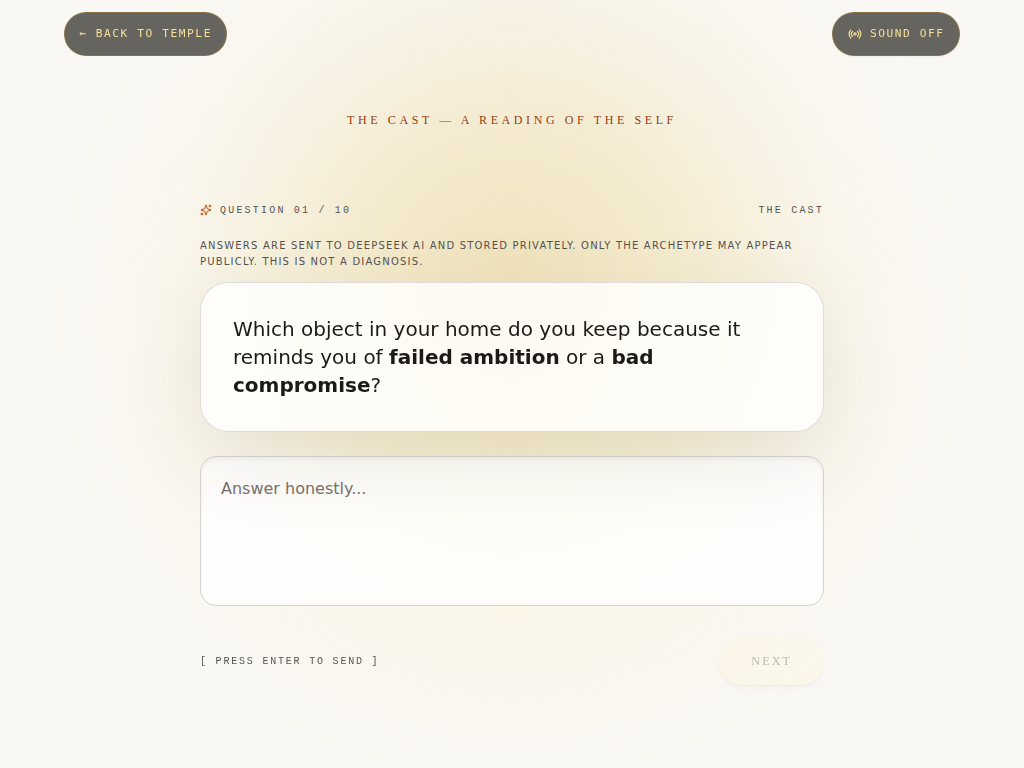 ← BACK TO TEMPLE
SOUND OFF
THE CAST — A READING OF THE SELF
QUESTION 01 / 10
THE CAST
ANSWERS ARE SENT TO DEEPSEEK AI AND STORED PRIVATELY. ONLY THE ARCHETYPE MAY APPEAR
PUBLICLY. THIS IS NOT A DIAGNOSIS.
Which object in your home do you keep because it
reminds you of failed ambition or a bad
compromise?
Answer honestly...
[ PRESS ENTER TO SEND ]
NEXT